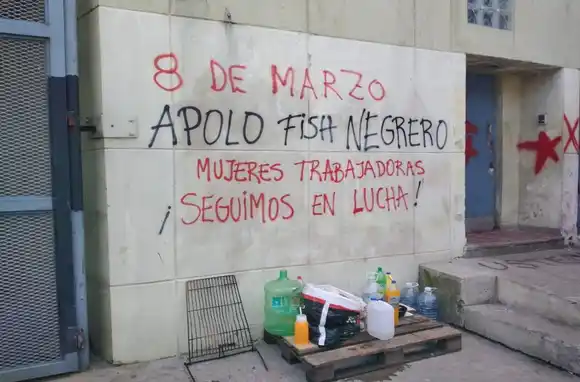 8 DE MARZO
APOLO FISH NEGRERO
MUJERES TRABAJADORAS
¡SEGUIMOS EN LUCHA!